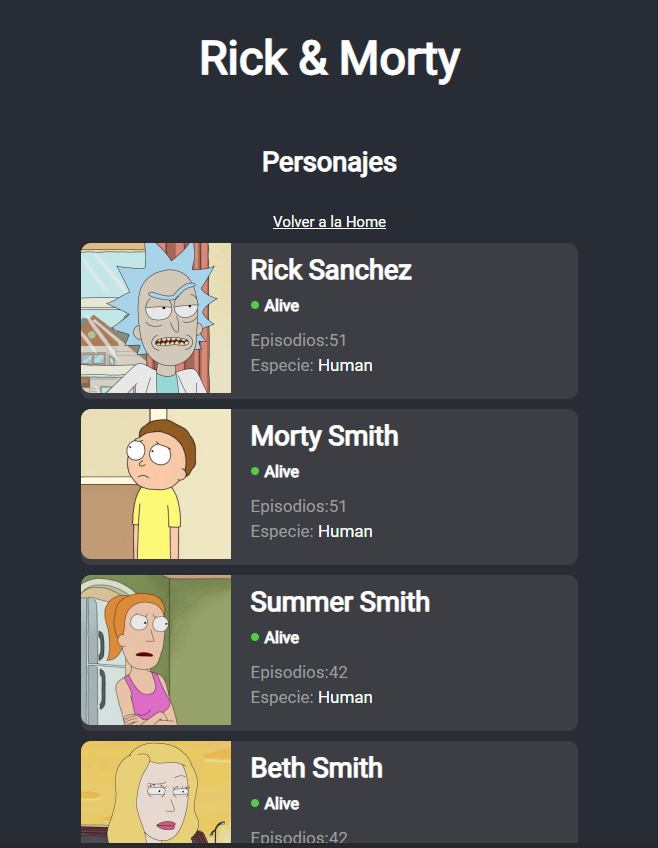 Rick & Morty
Personajes
Volver a la Home
Rick Sanchez
Alive
Episodios:51
Especie: Human
Morty Smith
Alive
Episodios:51
Especie: Human
Summer Smith
Alive
Episodios:42
Especie: Human
Beth Smith
Alive
Episodios:42